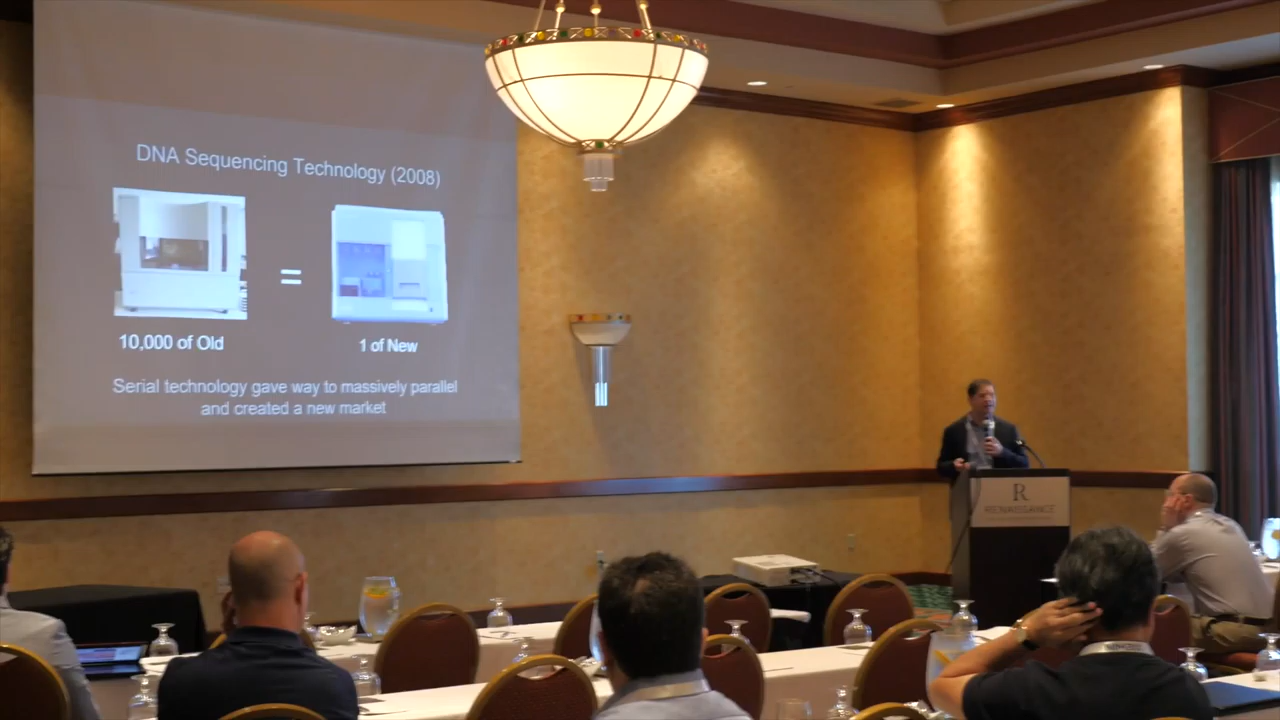 DNA Sequencing Technology (2008)
=
10,000 of Old
1 of New
Serial technology gave way to massively parallel
and created a new market
R
RENAISSANCE